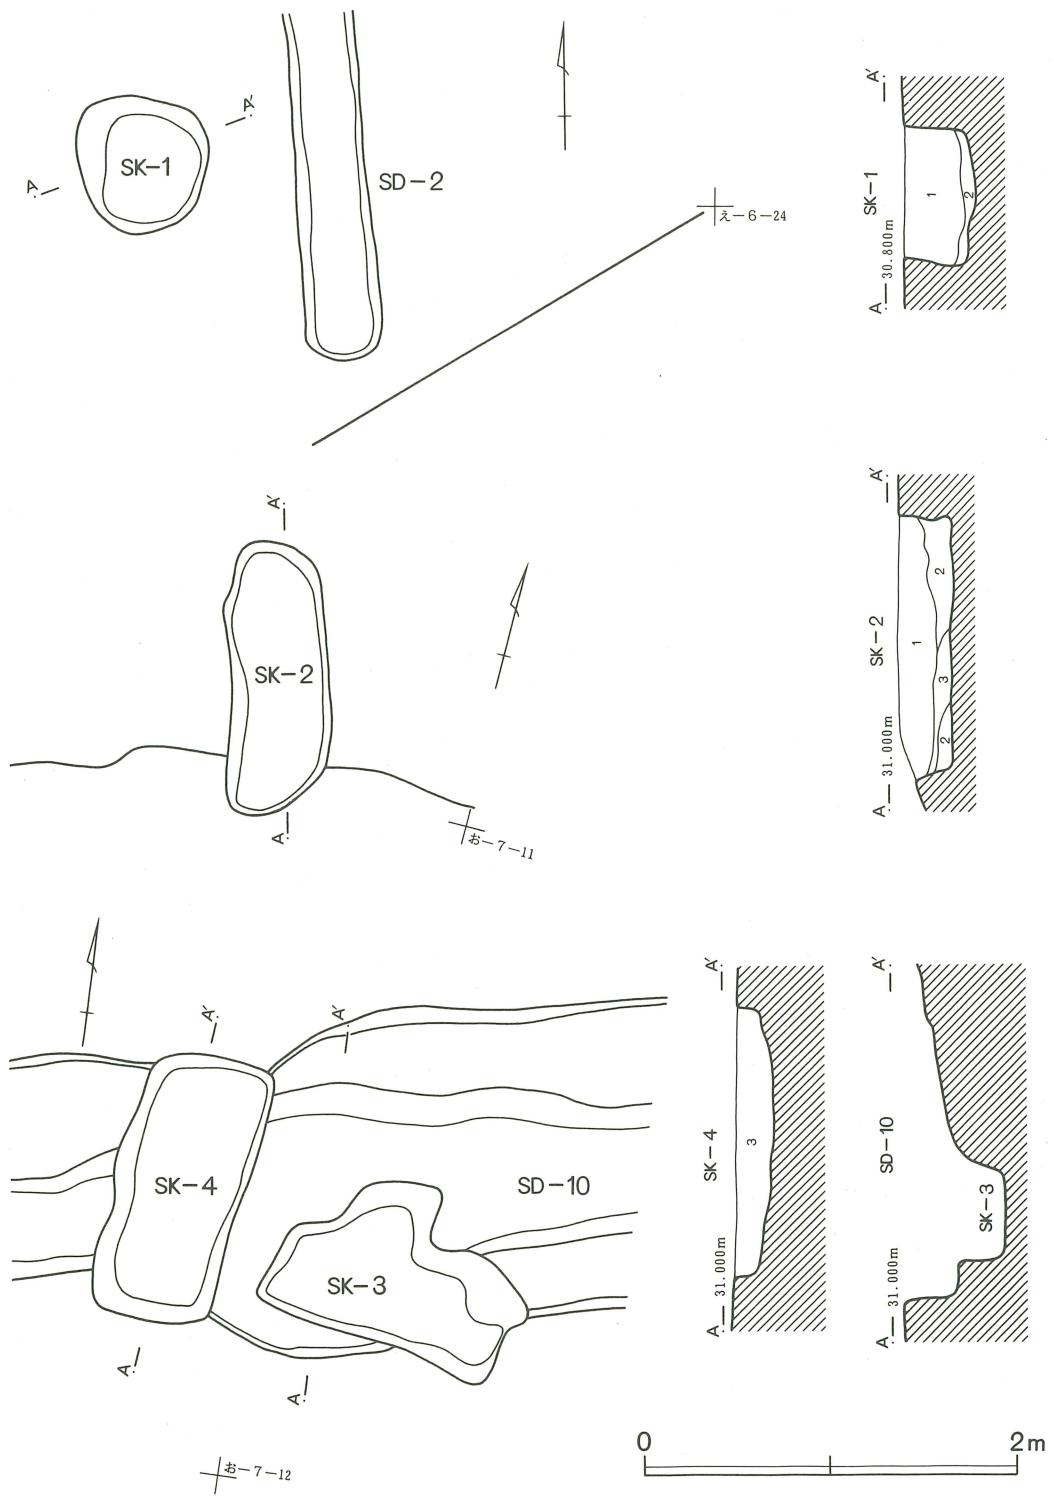 A′
SK-1
A
SD-2
え-6-24
A′
SK-1
1
2
A 30.800m
A′
SK-2
A
お-7-11
A′
SK-2
1
2
3
2
A 31.000m
A′
A′
SK-4
SD-10
SK-3
A
A
お-7-12
A′
SK-4
3
A 31.000m
A′
SD-10
SK-3
A 31.000m
0 2m